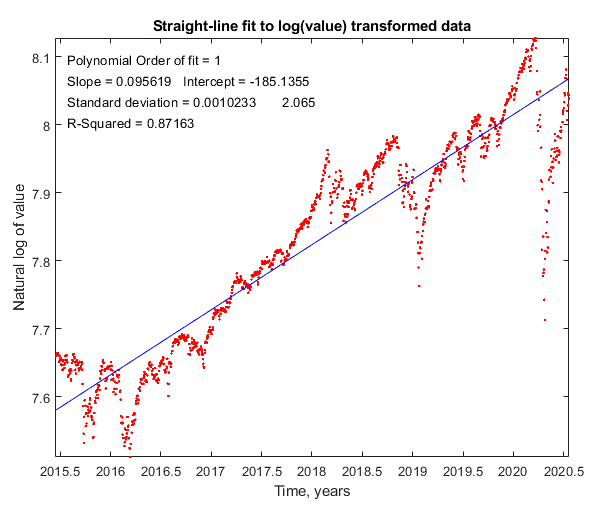 Straight-line fit to log(value) transformed data
Polynomial Order of fit = 1
Slope = 0.095619 Intercept = -185.1355
Standard deviation = 0.0010233 2.065
R-Squared = 0.87163
8.1
8
7.9
7.8
7.7
7.6
Natural log of value
2015.5 2016 2016.5 2017 2017.5 2018 2018.5 2019 2019.5 2020 2020.5
Time, years